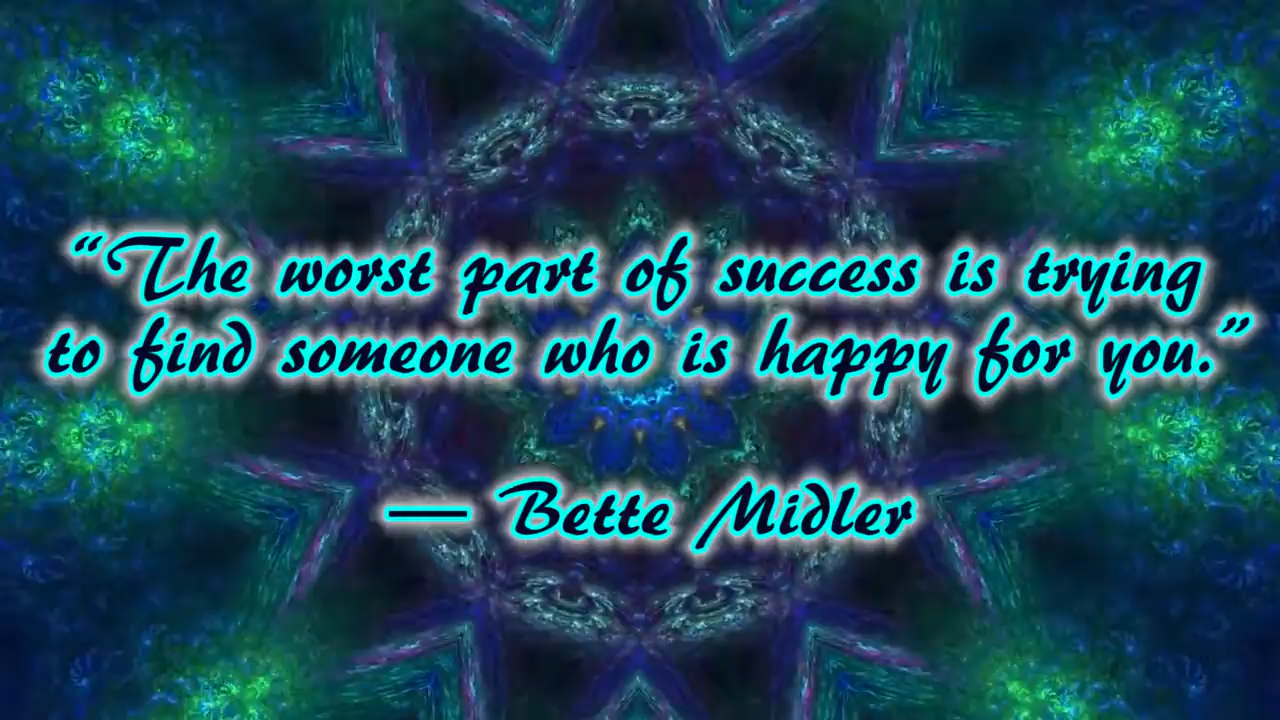 “The worst part of success is trying
to find someone who is happy for you.”
— Bette Midler